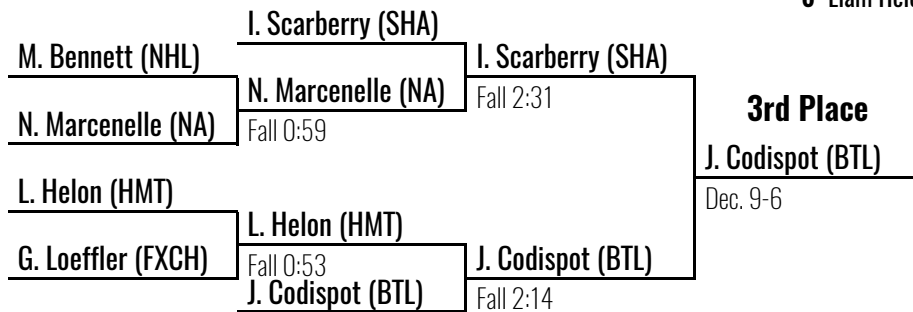 I. Scarberry (SHA)
M. Bennett (NHL)
I. Scarberry (SHA)
N. Marcenelle (NA)
Fall 2:31
3rd Place
N. Marcenelle (NA)
Fall 0:59
J. Codispot (BTL)
L. Helon (HMT)
Dec. 9-6
L. Helon (HMT)
G. Loeffler (FXCH)
J. Codispot (BTL)
Fall 0:53
J. Codispot (BTL)
Fall 2:14